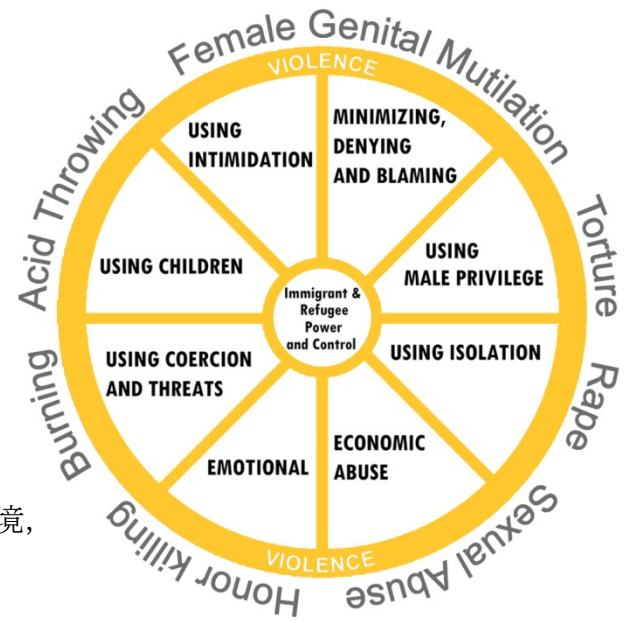 Female Genital Mutilation
Torture
Rape
Sexual Abuse
Honor Killing
Burning
Acid Throwing
VIOLENCE
USING
INTIMIDATION
MINIMIZING,
DENYING
AND BLAMING
USING CHILDREN
USING
MALE PRIVILEGE
Immigrant &
Refugee
Power
and Control
USING COERCION
AND THREATS
USING ISOLATION
EMOTIONAL
ECONOMIC
ABUSE
VIOLENCE
境,